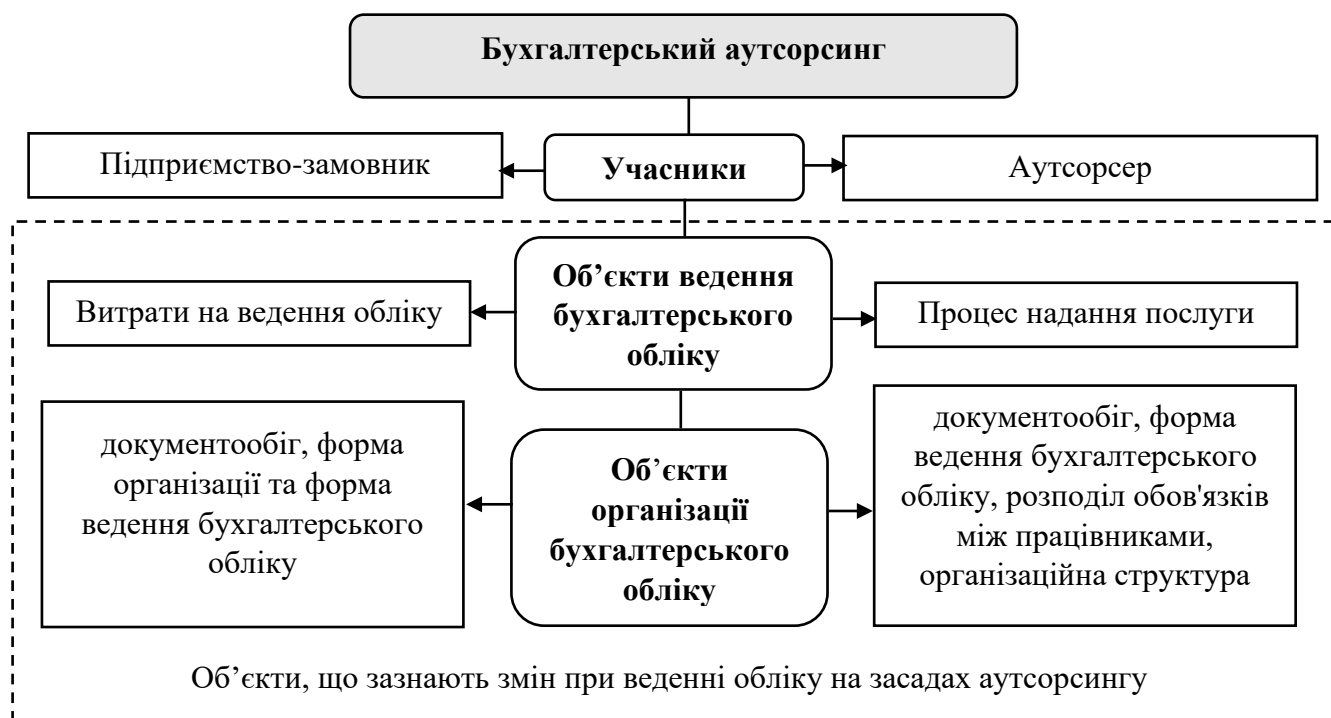 Бухгалтерський аутсорсинг
Підприємство-замовник
Учасники
Аутсорсер
Об’єкти ведення
бухгалтерського
обліку
Витрати на ведення обліку
Процес надання послуги
документообіг, форма
організації та форма
ведення бухгалтерського
обліку
Об’єкти
організації
бухгалтерського
обліку
документообіг, форма
ведення бухгалтерського
обліку, розподіл обов'язків
між працівниками,
організаційна структура
Об’єкти, що зазнають змін при веденні обліку на засадах аутсорсингу